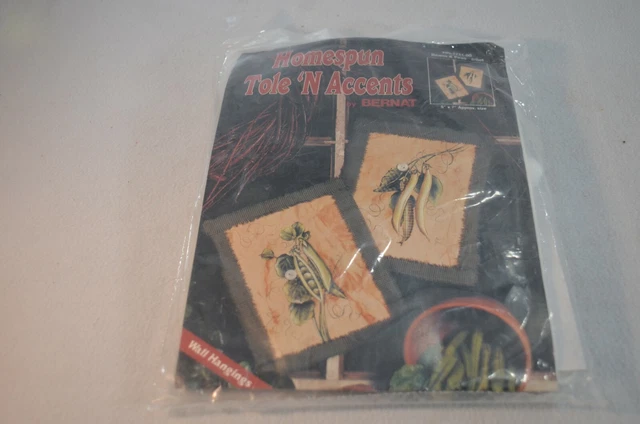 Homespun
Tole 'N Accents
by BERNAT
Wall Hangings